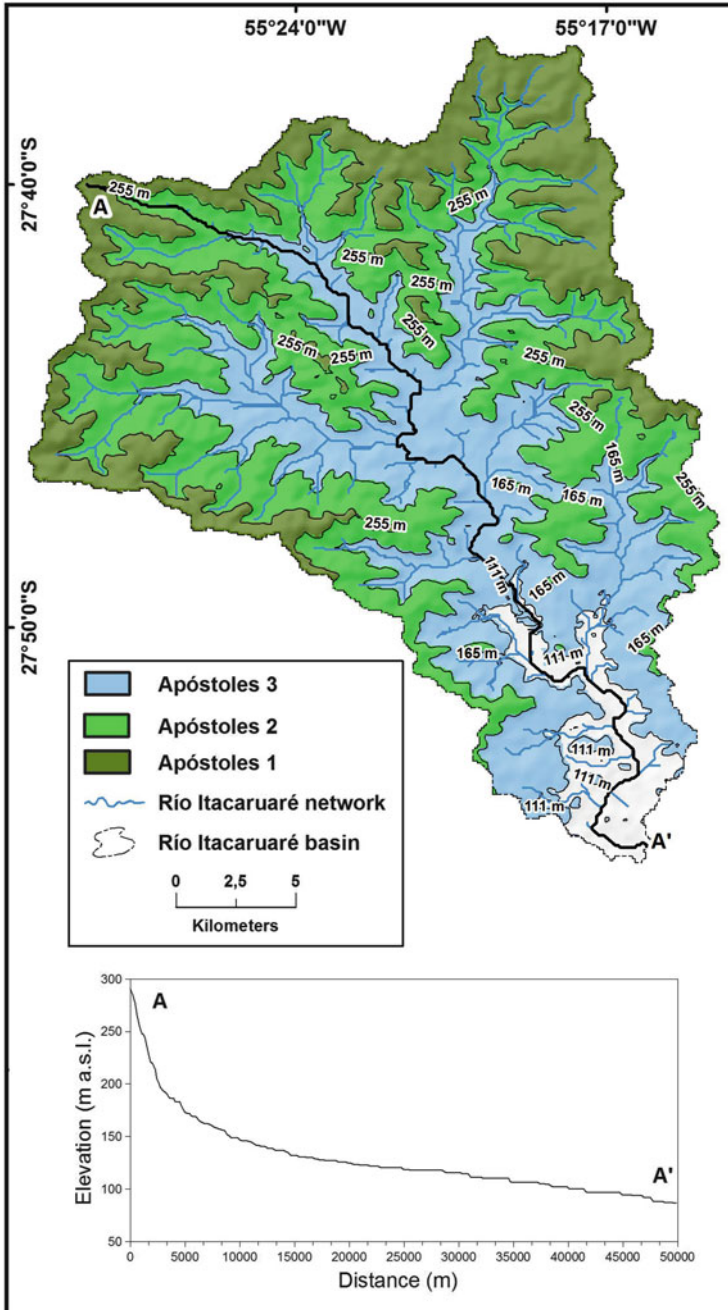 55°24'0"W
55°17'0"W
27°40'0"S
255 m
A
255 m
255 m
255 m
255 m
255 m
255 m
255 m
255 m
165 m
165 m
165 m
255 m
255 m
111 m
165 m
27°50'0"S
165 m
111 m
165 m
111 m
111 m
111 m
A'
Apóstoles 3
Apóstoles 2
Apóstoles 1
Río Itacaruaré network
Río Itacaruaré basin
0 2,5 5
Kilometers
300
250
200
150
100
50
Elevation (m a.s.l.)
A
A'
0 5000 10000 15000 20000 25000 30000 35000 40000 45000 50000
Distance (m)